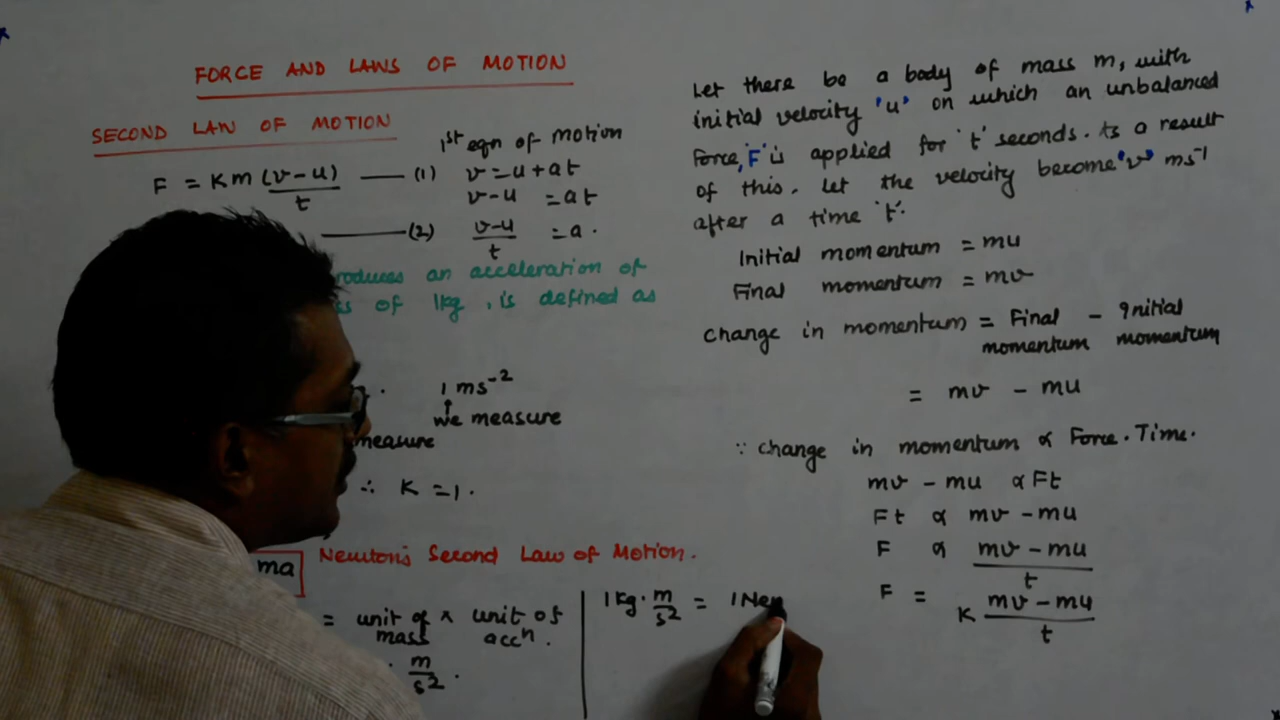 FORCE AND LAWS OF MOTION
SECOND LAW OF MOTION
1st eqn of motion
F = K m (v-u) / t —— (1) v = u + at
v-u = at
—— (2) v-u / t = a.
roduces an acceleration of
ss of 1kg, is defined as
. 1 ms⁻²
↑
we measure
measure
∴ K = 1.
ma Newton's Second Law of Motion.
= unit of mass x unit of accⁿ.
. m/s².
1 Kg. m/s² = 1 New
Let there be a body of mass m, with
initial velocity 'u' on which an unbalanced
Force, 'F' is applied for 't' seconds. As a result
of this. Let the velocity become 'v' ms⁻¹
after a time 't'.
Initial momentum = mu
Final momentum = mv
Change in momentum = Final momentum - Initial momentum
= mv - mu
∵ change in momentum ∝ Force . Time.
mv - mu ∝ Ft
Ft ∝ mv - mu
F ∝ mv - mu / t
F = K mv - mu / t